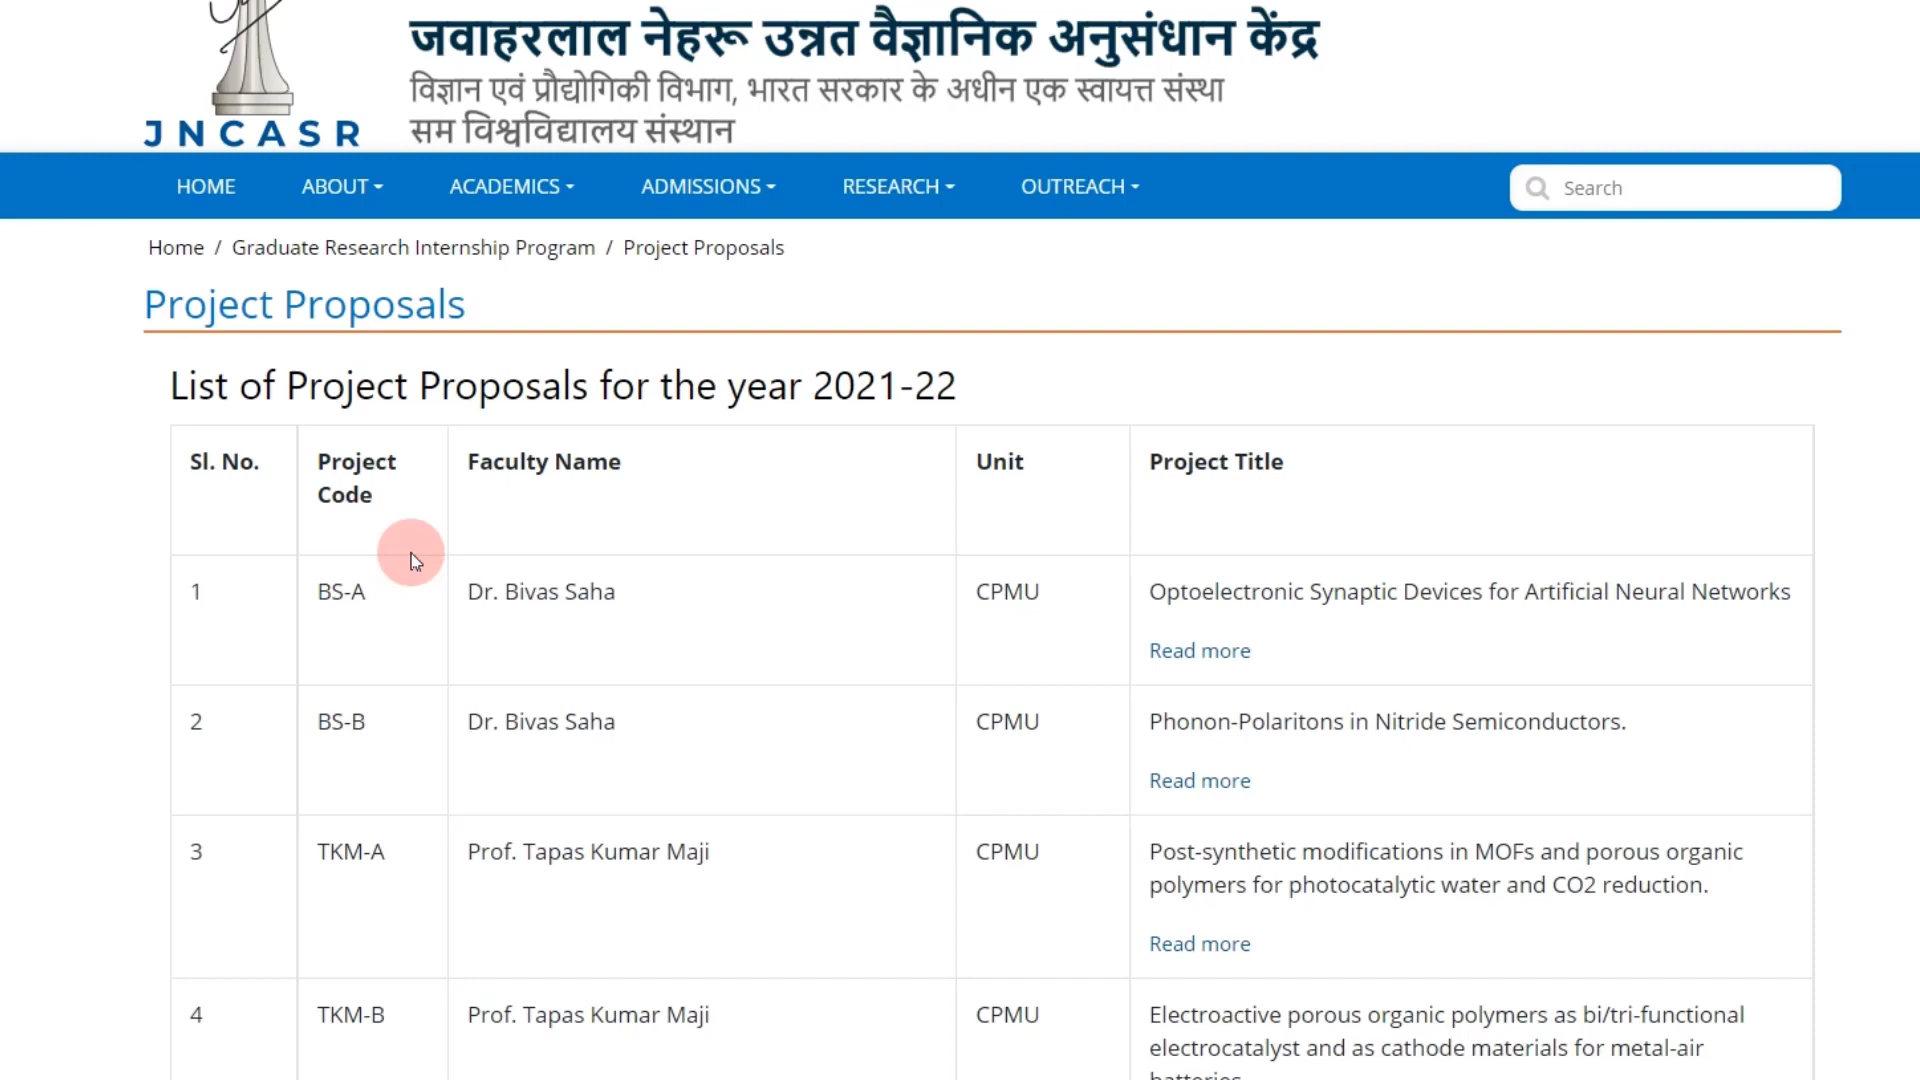 जवाहरलाल नेहरू उन्नत वैज्ञानिक अनुसंधान केंद्र
विज्ञान एवं प्रौद्योगिकी विभाग, भारत सरकार के अधीन एक स्वायत्त संस्था
सम विश्वविद्यालय संस्थान
JNCASR
HOME ABOUT ACADEMICS ADMISSIONS RESEARCH OUTREACH Search
Home / Graduate Research Internship Program / Project Proposals
Project Proposals
List of Project Proposals for the year 2021-22
Sl. No. Project Faculty Name Unit Project Title
Code
1 BS-A Dr. Bivas Saha CPMU Optoelectronic Synaptic Devices for Artificial Neural Networks
Read more
2 BS-B Dr. Bivas Saha CPMU Phonon-Polaritons in Nitride Semiconductors.
Read more
3 TKM-A Prof. Tapas Kumar Maji CPMU Post-synthetic modifications in MOFs and porous organic
polymers for photocatalytic water and CO2 reduction.
Read more
4 TKM-B Prof. Tapas Kumar Maji CPMU Electroactive porous organic polymers as bi/tri-functional
electrocatalyst and as cathode materials for metal-air